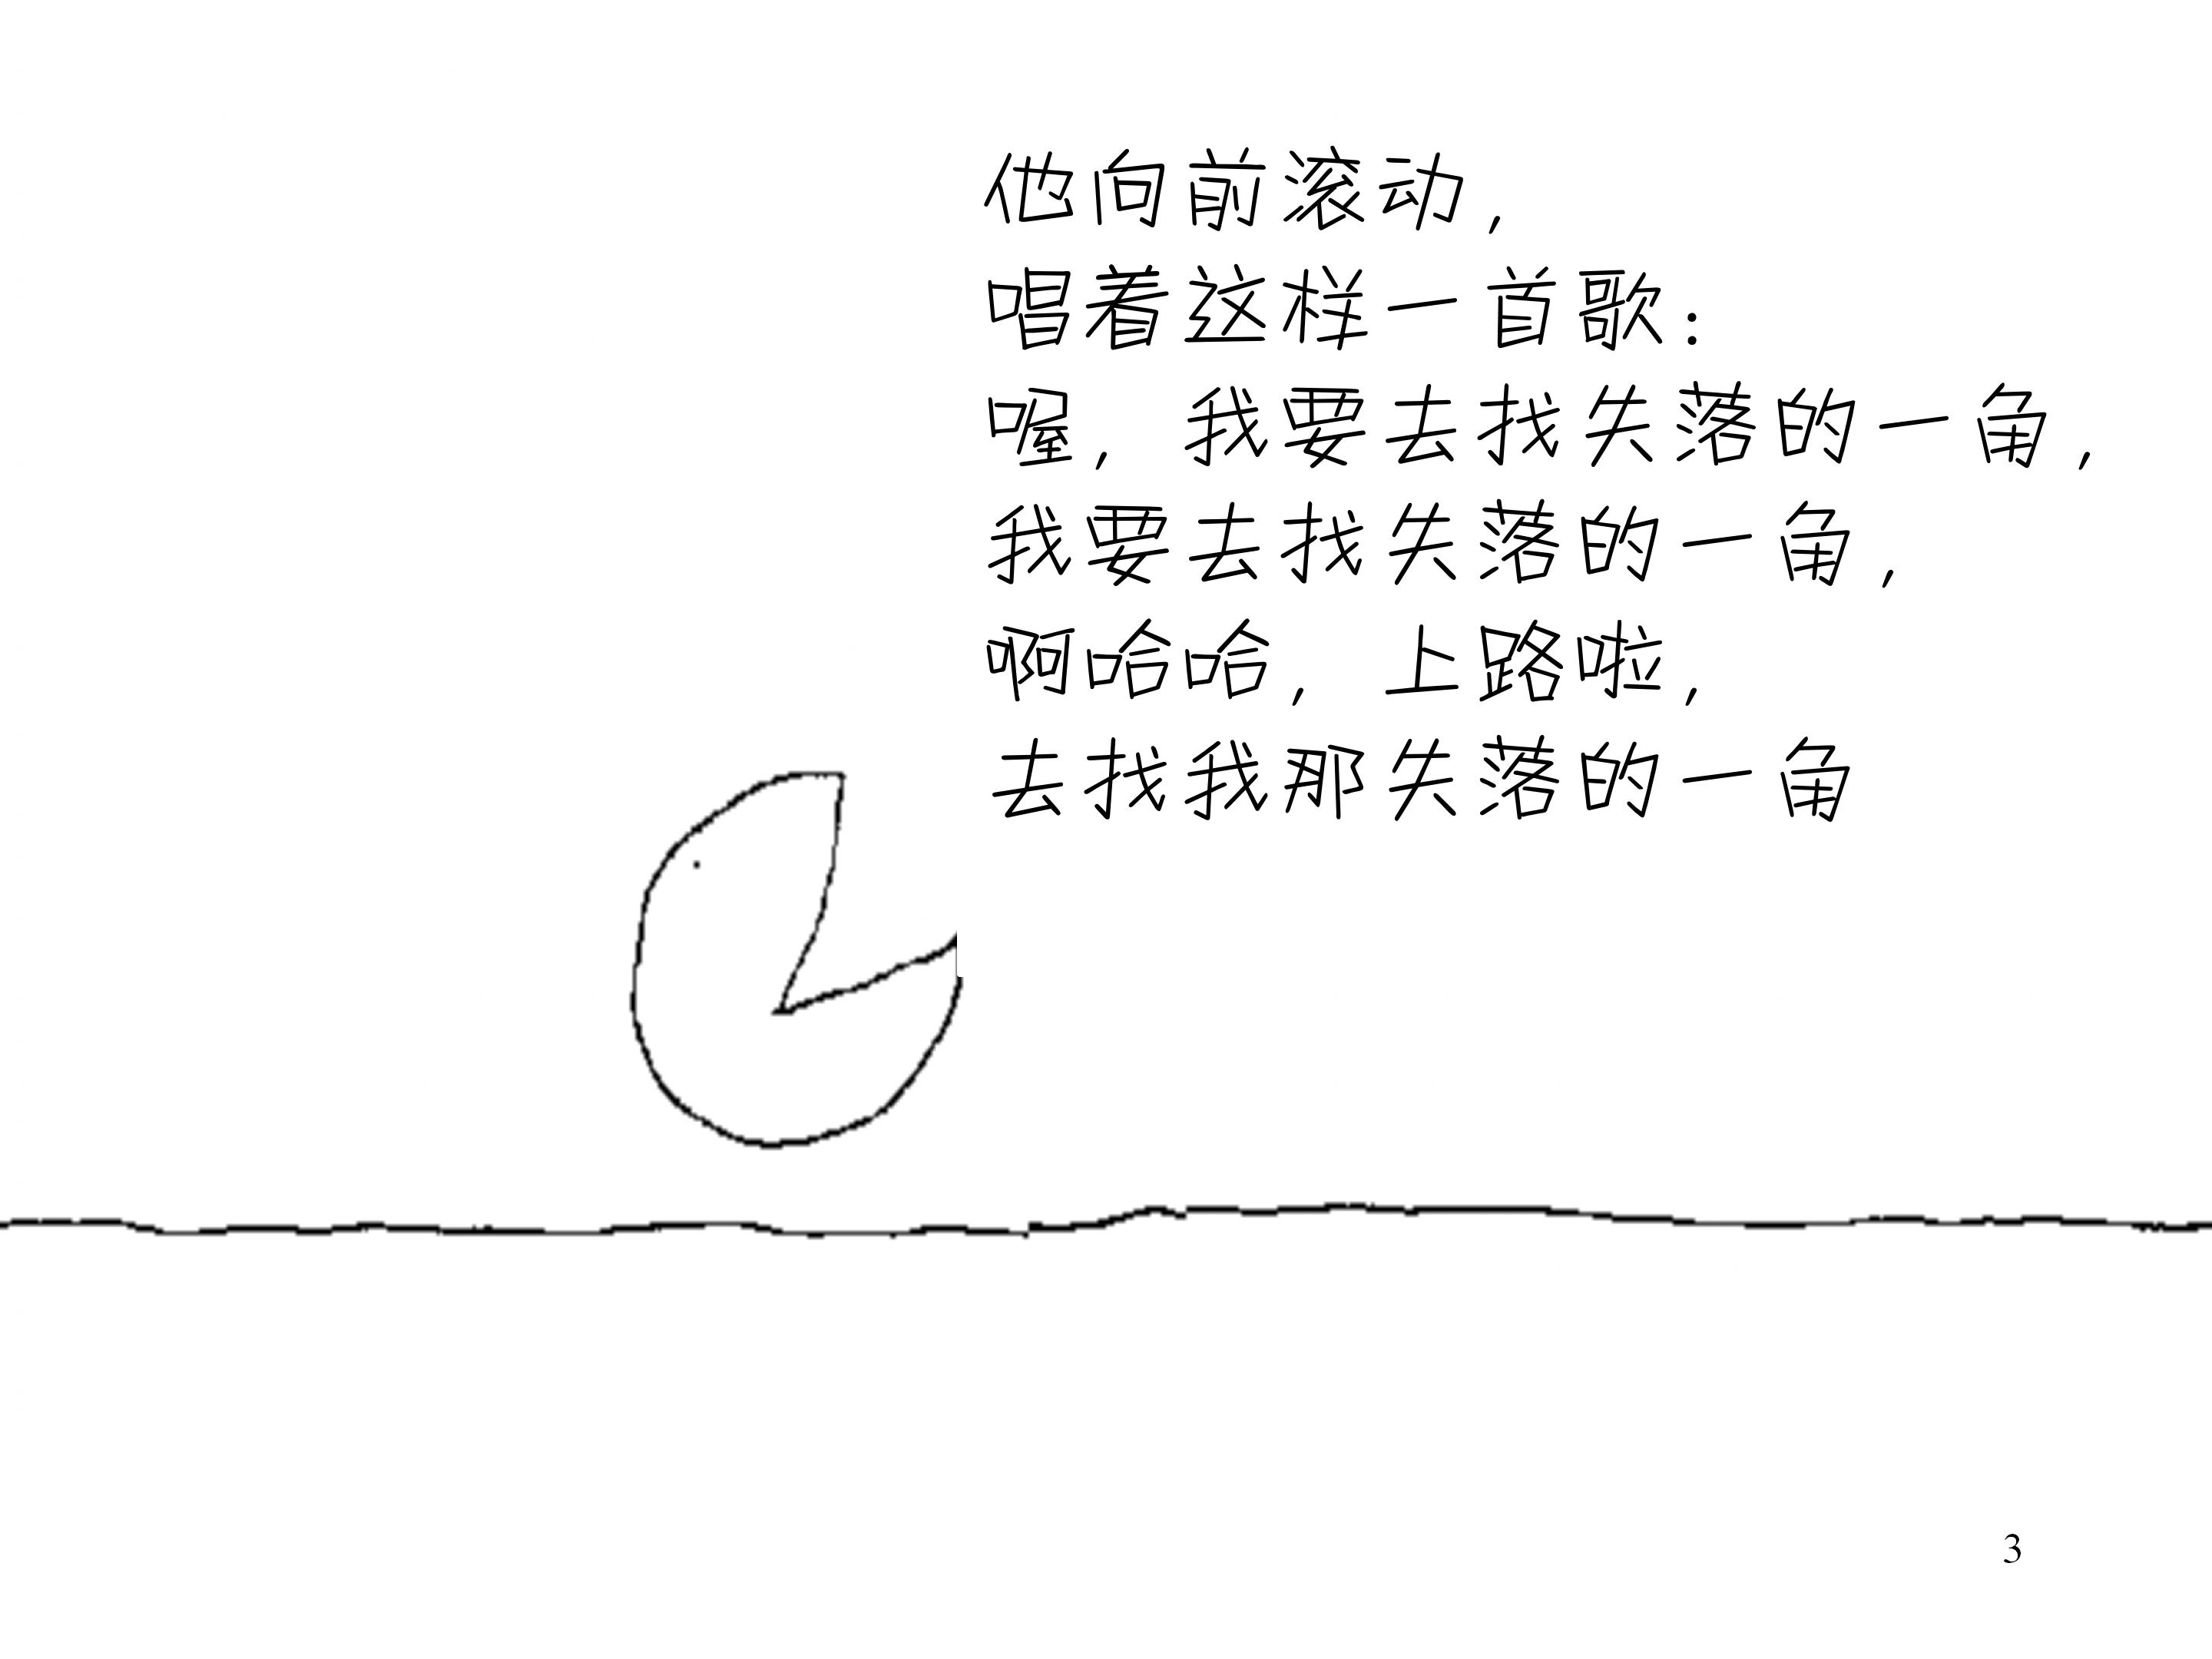 他向前滚动，
唱着这样一首歌：
喔， 我要去找失落的一角，
我要去找失落的一角，
啊哈哈， 上路啦，
去找我那失落的一角
3